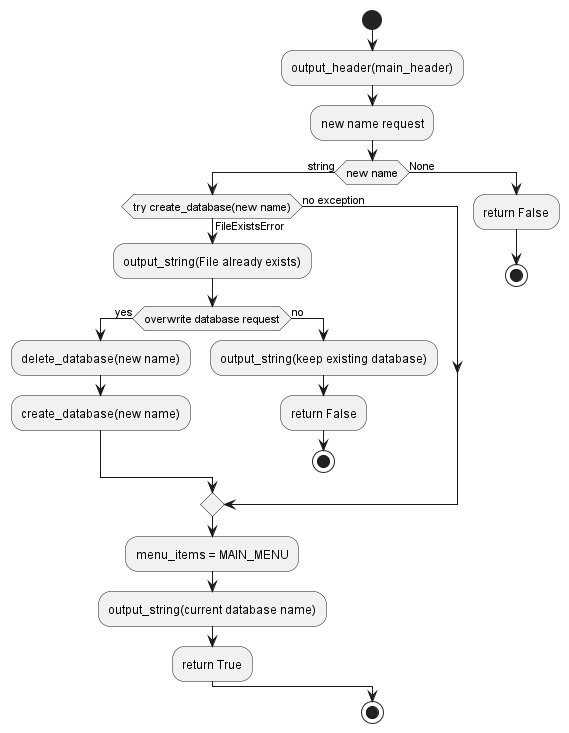 output_header(main_header)
new name request
string
new name
None
try create_database(new name)
no exception
return False
FileExistsError
output_string(File already exists)
yes
overwrite database request
no
delete_database(new name)
output_string(keep existing database)
create_database(new name)
return False
menu_items = MAIN_MENU
output_string(current database name)
return True